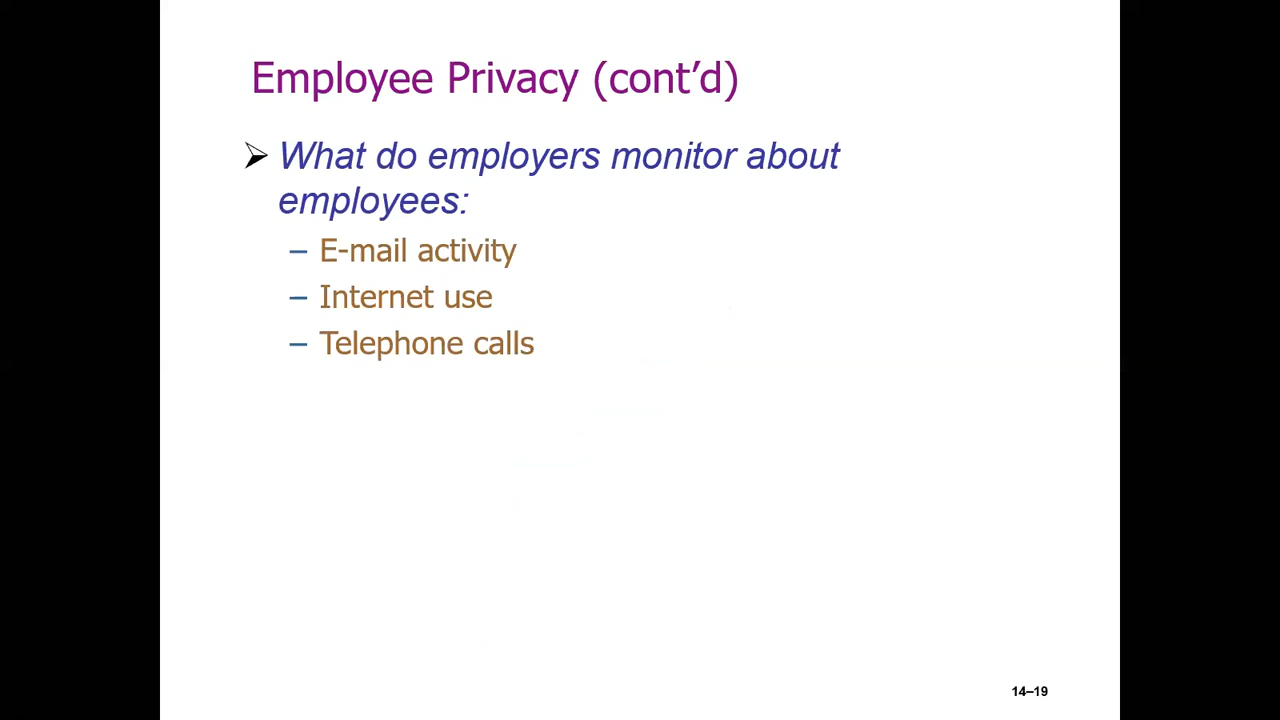 Employee Privacy (cont’d)
➢ What do employers monitor about
employees:
– E-mail activity
– Internet use
– Telephone calls
14–19